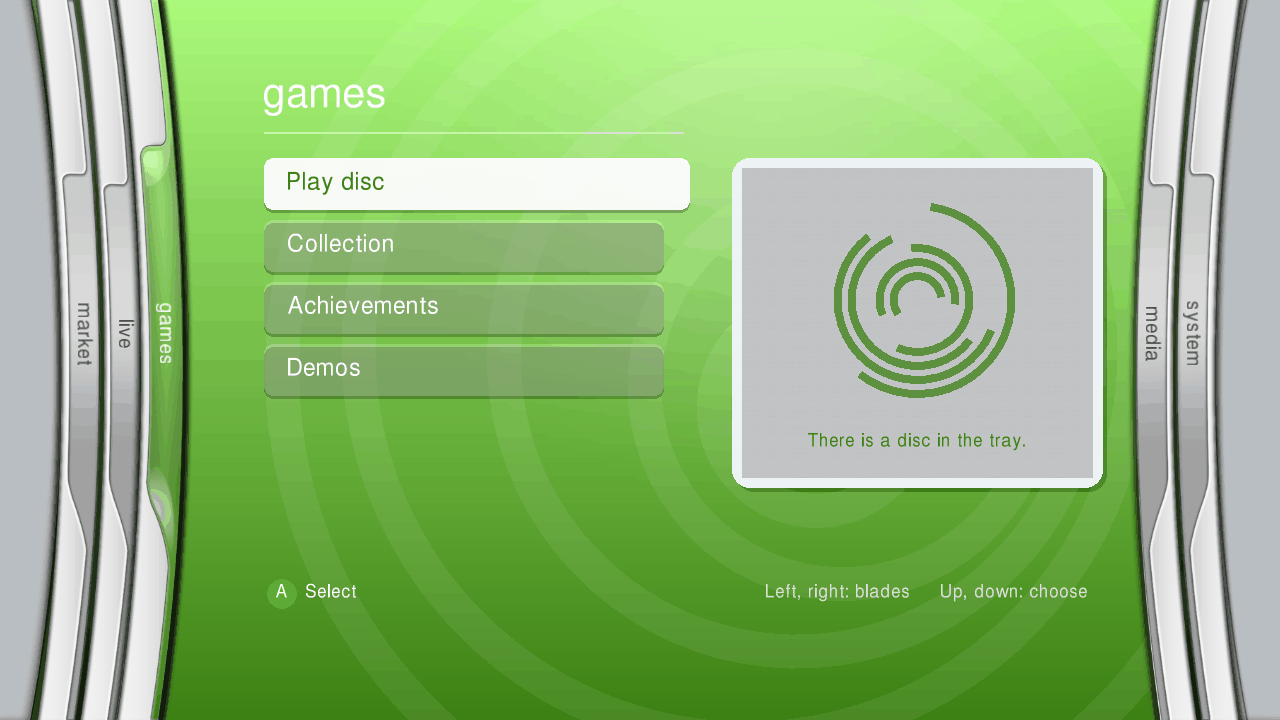 games
Play disc
Collection
Achievements
Demos
There is a disc in the tray.
A Select
Left, right: blades
Up, down: choose
market
live
games
media
system